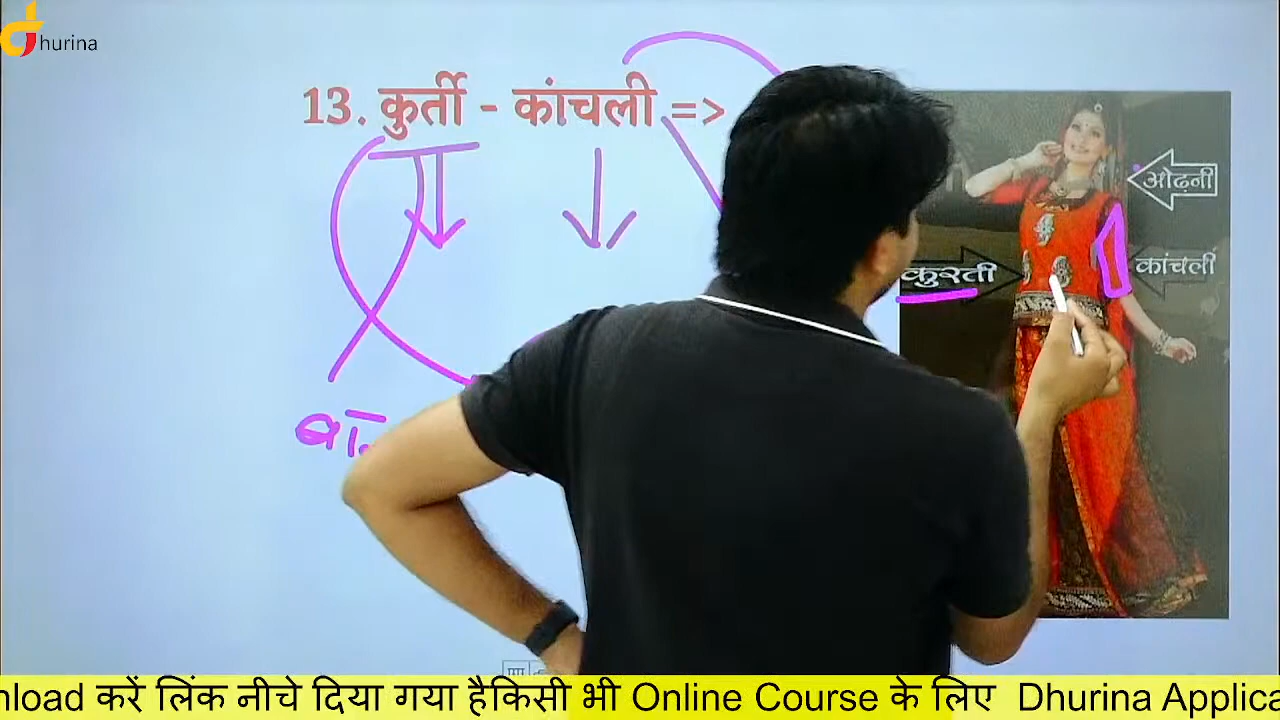 Dhurina
13. कुर्ती - कांचली =>
ओढ़नी
कुरती
कांचली
nload करें लिंक नीचे दिया गया हैकिसी भी Online Course के लिए Dhurina Applica